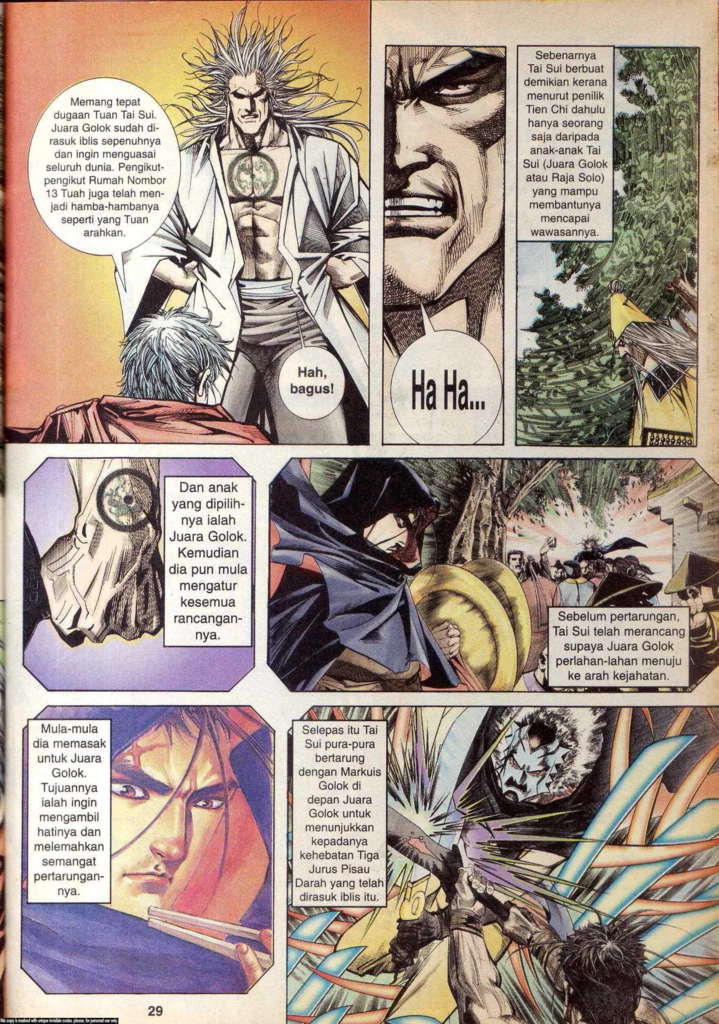 Memang tepat
dugaan Tuan Tai Sui.
Juara Golok sudah di-
rasuk iblis sepenuhnya
dan ingin menguasai
seluruh dunia. Pengikut-
pengikut Rumah Nombor
13 Tuah juga telah men-
jadi hamba-hambanya
seperti yang Tuan
arahkan.
Hah,
bagus!
Ha Ha...
Sebenarnya
Tai Sui berbuat
demikian kerana
menurut penilik
Tien Chi dahulu
hanya seorang
saja daripada
anak-anak Tai
Sui (Juara Golok
atau Raja Solo)
yang mampu
membantunya
mencapai
wawasannya.
Dan anak
yang dipilih-
nya ialah
Juara Golok.
Kemudian
dia pun mula
mengatur
kesemua
rancangan-
nya.
Sebelum pertarungan,
Tai Sui telah merancang
supaya Juara Golok
perlahan-lahan menuju
ke arah kejahatan.
Mula-mula
dia memasak
untuk Juara
Golok.
Tujuannya
ialah ingin
mengambil
hatinya dan
melemahkan
semangat
pertarungan-
nya.
Selepas itu Tai
Sui pura-pura
bertarung
dengan Markuis
Golok di
depan Juara
Golok untuk
menunjukkan
kepadanya
kehebatan Tiga
Jurus Pisau
Darah yang telah
dirasuk iblis itu.
29